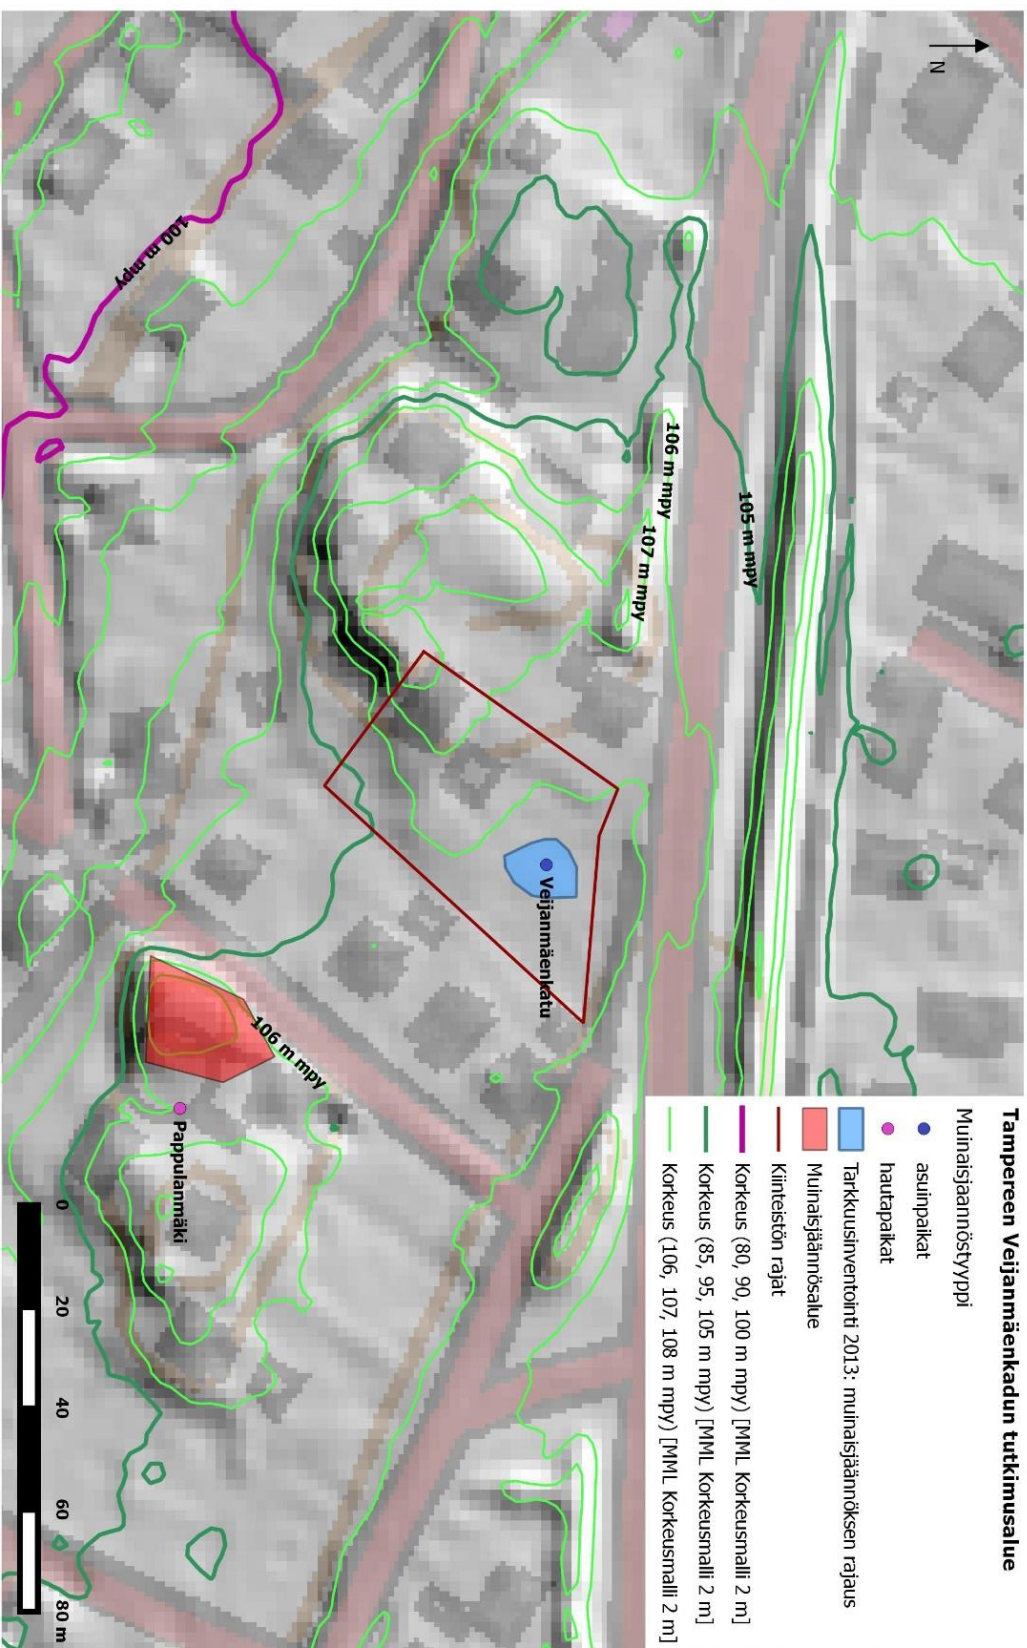 Tampereen Veijanmäenkadun tutkimusalue
Muinaisjäännöstyyppi
asuinpaikat
hautapaikat
Tarkkuusinventointi 2013: muinaisjäännöksen rajaus
Muinaisjäännösalue
Kiinteistön rajat
Korkeus (80, 90, 100 m mpy) [MML Korkeusmalli 2 m]
Korkeus (85, 95, 105 m mpy) [MML Korkeusmalli 2 m]
Korkeus (106, 107, 108 m mpy) [MML Korkeusmalli 2 m]
N
105 m mpy
106 m mpy
107 m mpy
Veijanmäenkatu
106 m mpy
Pappulanmäki
100 m mpy
0 20 40 60 80 m